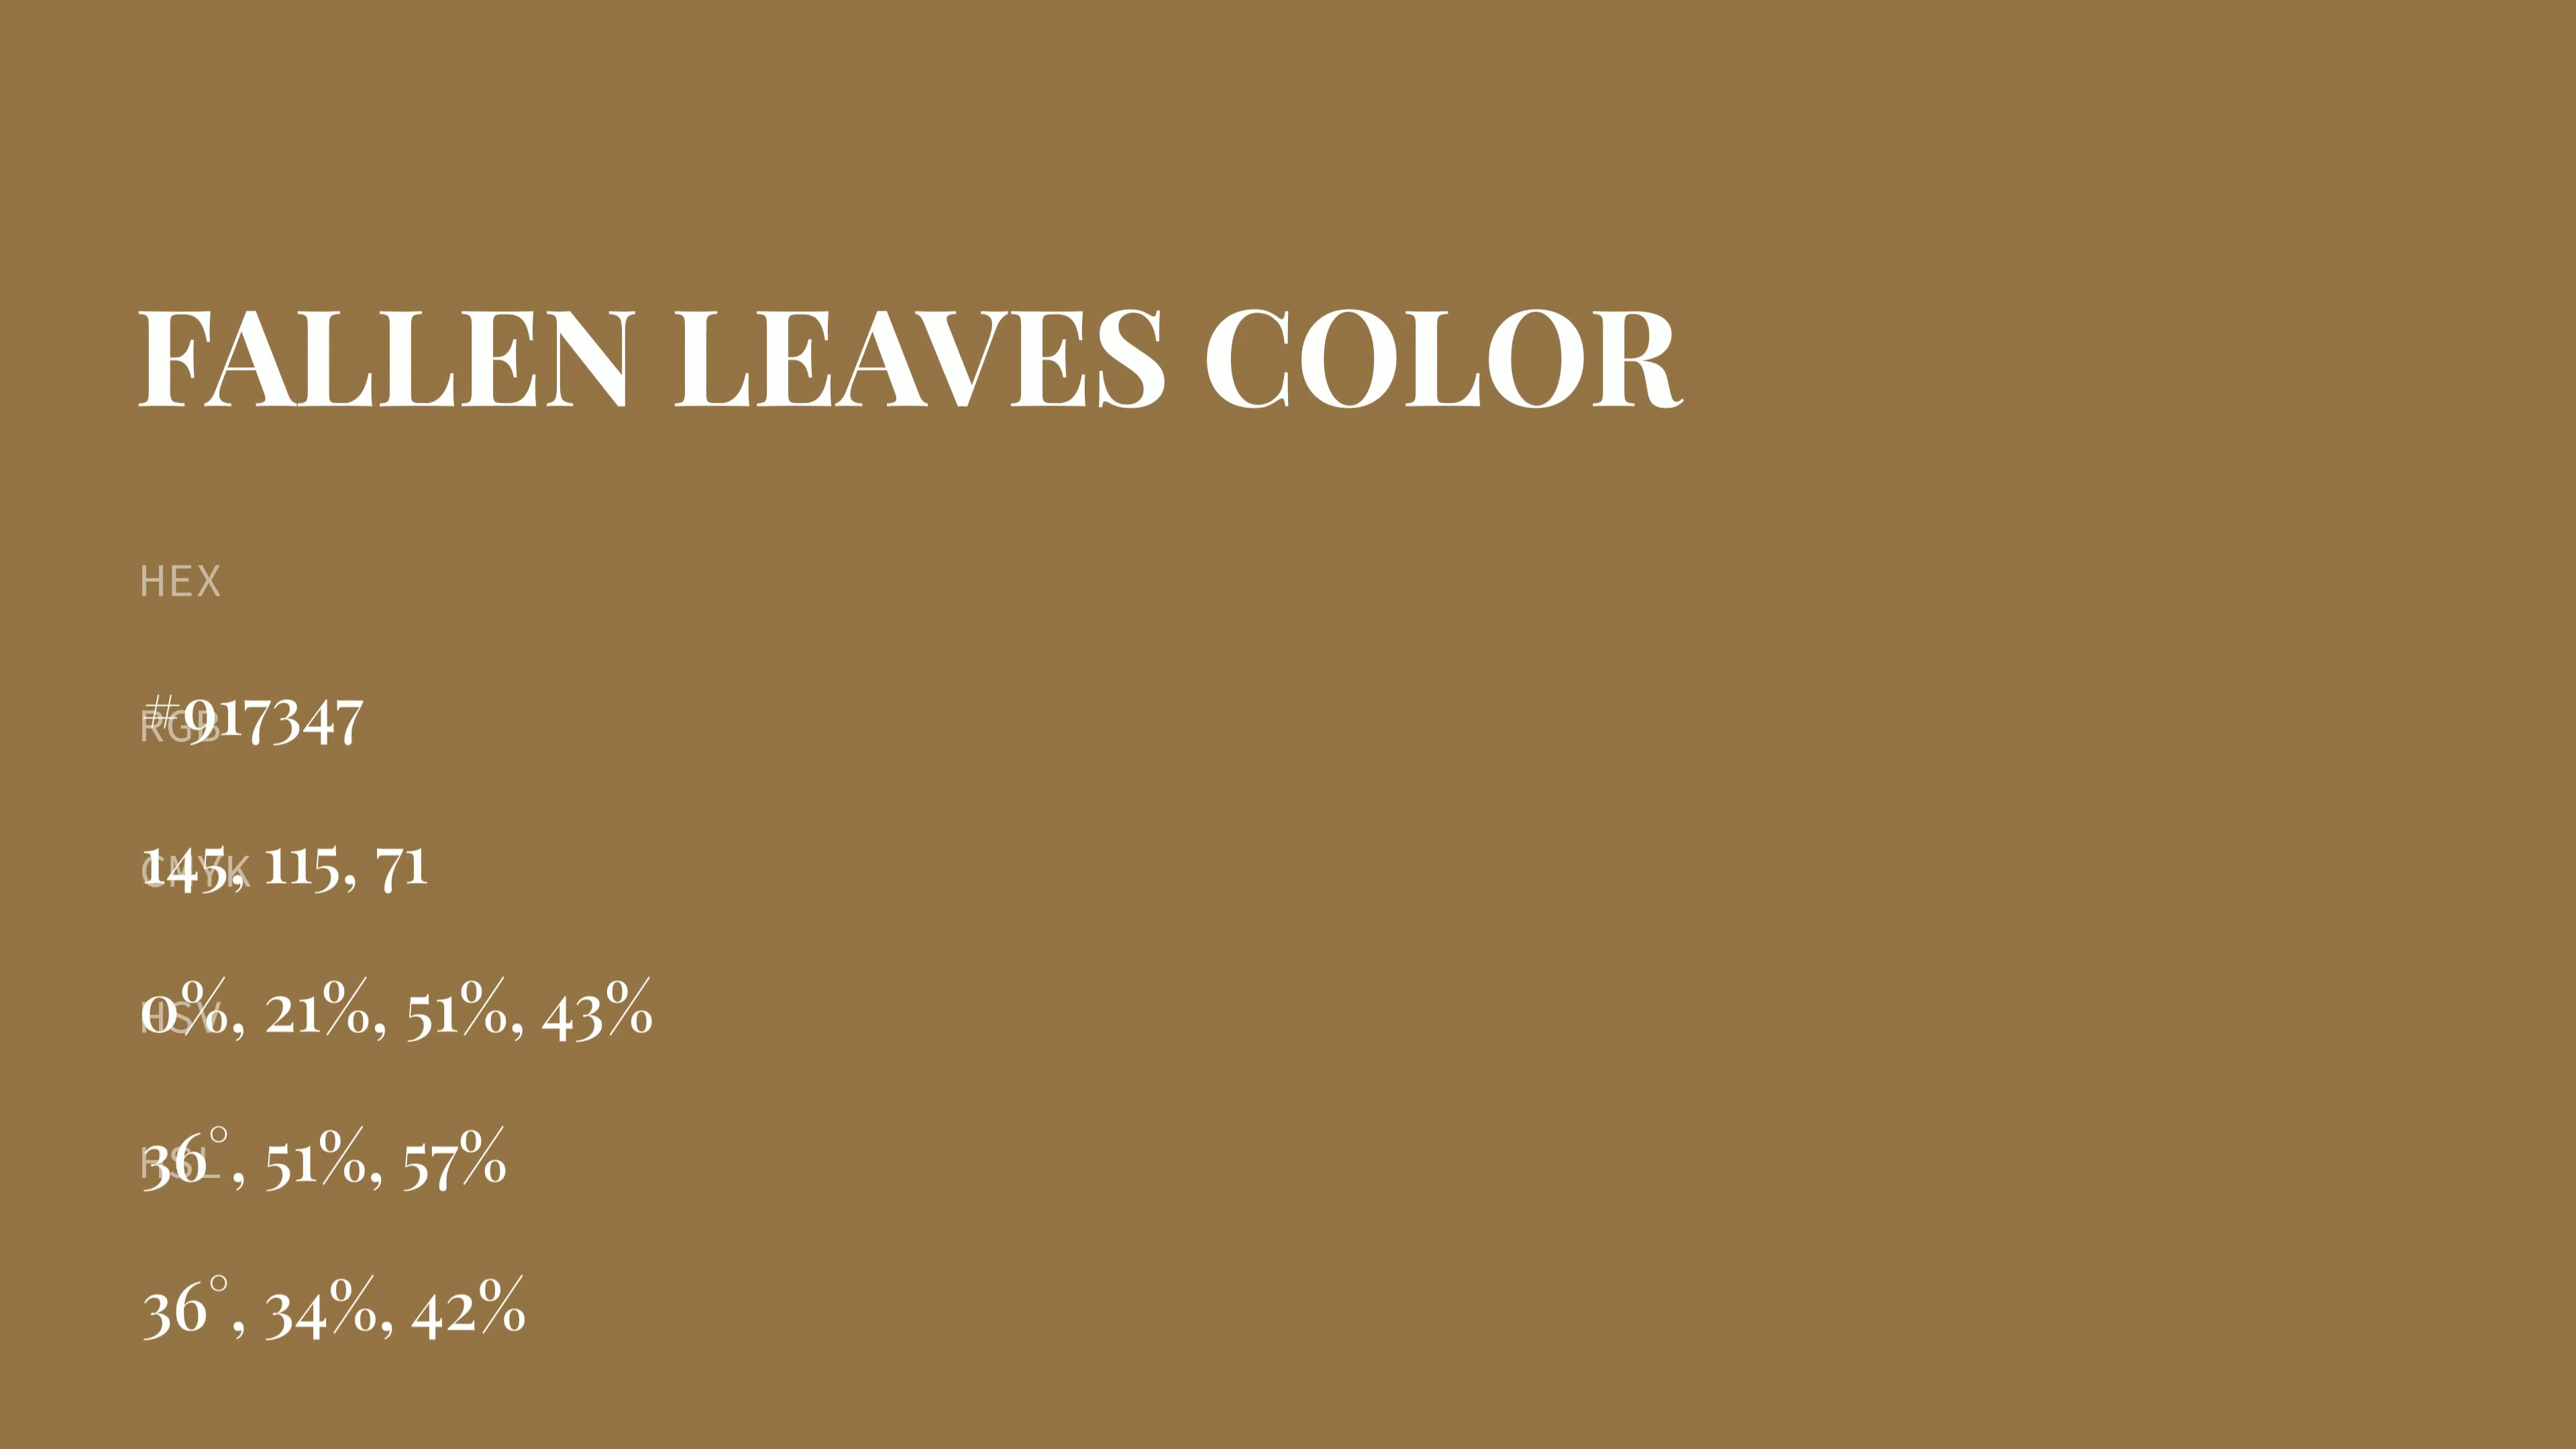 FALLEN LEAVES COLOR
HEX
#917347
RGB
145, 115, 71
CMYK
0%, 21%, 51%, 43%
HSV
36°, 51%, 57%
HSL
36°, 34%, 42%